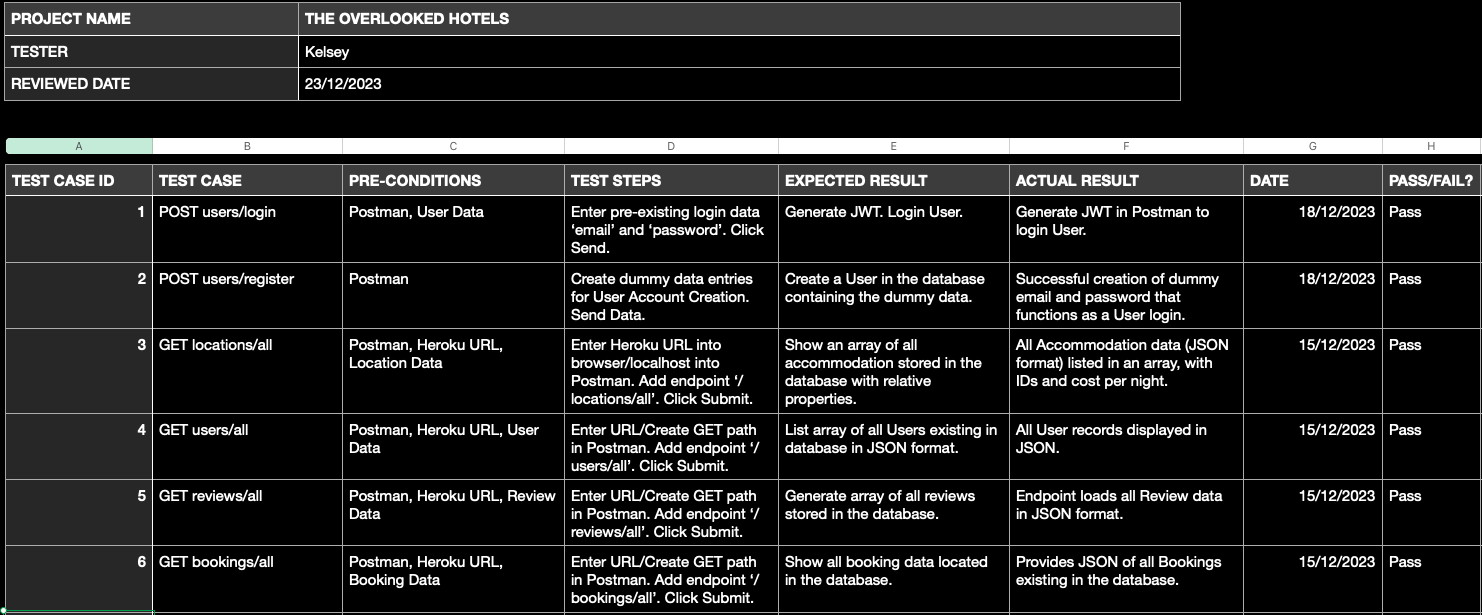 PROJECT NAME THE OVERLOOKED HOTELS
TESTER Kelsey
REVIEWED DATE 23/12/2023
A B C D E F G H
TEST CASE ID TEST CASE PRE-CONDITIONS TEST STEPS EXPECTED RESULT ACTUAL RESULT DATE PASS/FAIL?
1 POST users/login Postman, User Data Enter pre-existing login data Generate JWT. Login User. Generate JWT in Postman to 18/12/2023 Pass
‘email’ and ‘password’. Click login User.
Send.
2 POST users/register Postman Create dummy data entries Create a User in the database Successful creation of dummy 18/12/2023 Pass
for User Account Creation. containing the dummy data. email and password that
Send Data. functions as a User login.
3 GET locations/all Postman, Heroku URL, Enter Heroku URL into Show an array of all All Accommodation data (JSON 15/12/2023 Pass
Location Data browser/localhost into accommodation stored in the format) listed in an array, with
Postman. Add endpoint ‘/ database with relative IDs and cost per night.
locations/all’. Click Submit. properties.
4 GET users/all Postman, Heroku URL, User Enter URL/Create GET path List array of all Users existing in All User records displayed in 15/12/2023 Pass
Data in Postman. Add endpoint ‘/ database in JSON format. JSON.
users/all’. Click Submit.
5 GET reviews/all Postman, Heroku URL, Review Enter URL/Create GET path Generate array of all reviews Endpoint loads all Review data 15/12/2023 Pass
Data in Postman. Add endpoint ‘/ stored in the database. in JSON format.
reviews/all’. Click Submit.
6 GET bookings/all Postman, Heroku URL, Enter URL/Create GET path Show all booking data located Provides JSON of all Bookings 15/12/2023 Pass
Booking Data in Postman. Add endpoint ‘/ in the database. existing in the database.
bookings/all’. Click Submit.